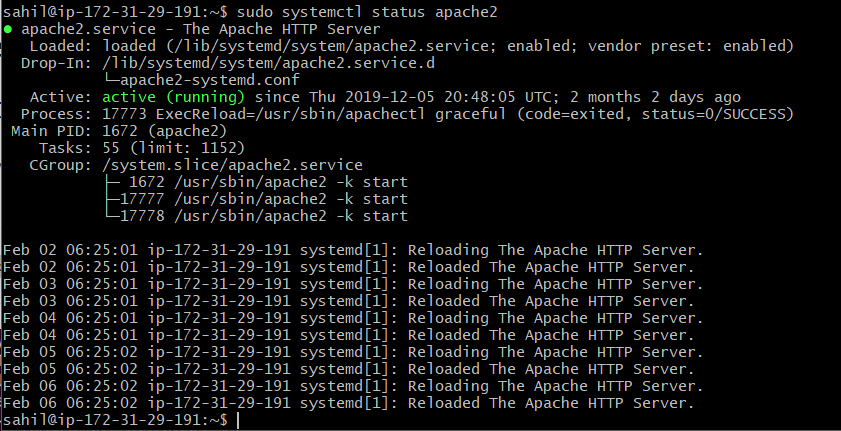 sahil@ip-172-31-29-191:~$ sudo systemctl status apache2
● apache2.service - The Apache HTTP Server
   Loaded: loaded (/lib/systemd/system/apache2.service; enabled; vendor preset: enabled)
  Drop-In: /lib/systemd/system/apache2.service.d
           └─apache2-systemd.conf
   Active: active (running) since Thu 2019-12-05 20:48:05 UTC; 2 months 2 days ago
  Process: 17773 ExecReload=/usr/sbin/apachectl graceful (code=exited, status=0/SUCCESS)
 Main PID: 1672 (apache2)
    Tasks: 55 (limit: 1152)
   CGroup: /system.slice/apache2.service
           ├─ 1672 /usr/sbin/apache2 -k start
           ├─17777 /usr/sbin/apache2 -k start
           └─17778 /usr/sbin/apache2 -k start
Feb 02 06:25:01 ip-172-31-29-191 systemd[1]: Reloading The Apache HTTP Server.
Feb 02 06:25:01 ip-172-31-29-191 systemd[1]: Reloaded The Apache HTTP Server.
Feb 03 06:25:01 ip-172-31-29-191 systemd[1]: Reloading The Apache HTTP Server.
Feb 03 06:25:01 ip-172-31-29-191 systemd[1]: Reloaded The Apache HTTP Server.
Feb 04 06:25:01 ip-172-31-29-191 systemd[1]: Reloading The Apache HTTP Server.
Feb 04 06:25:01 ip-172-31-29-191 systemd[1]: Reloaded The Apache HTTP Server.
Feb 05 06:25:02 ip-172-31-29-191 systemd[1]: Reloading The Apache HTTP Server.
Feb 05 06:25:02 ip-172-31-29-191 systemd[1]: Reloaded The Apache HTTP Server.
Feb 06 06:25:02 ip-172-31-29-191 systemd[1]: Reloading The Apache HTTP Server.
Feb 06 06:25:02 ip-172-31-29-191 systemd[1]: Reloaded The Apache HTTP Server.
sahil@ip-172-31-29-191:~$